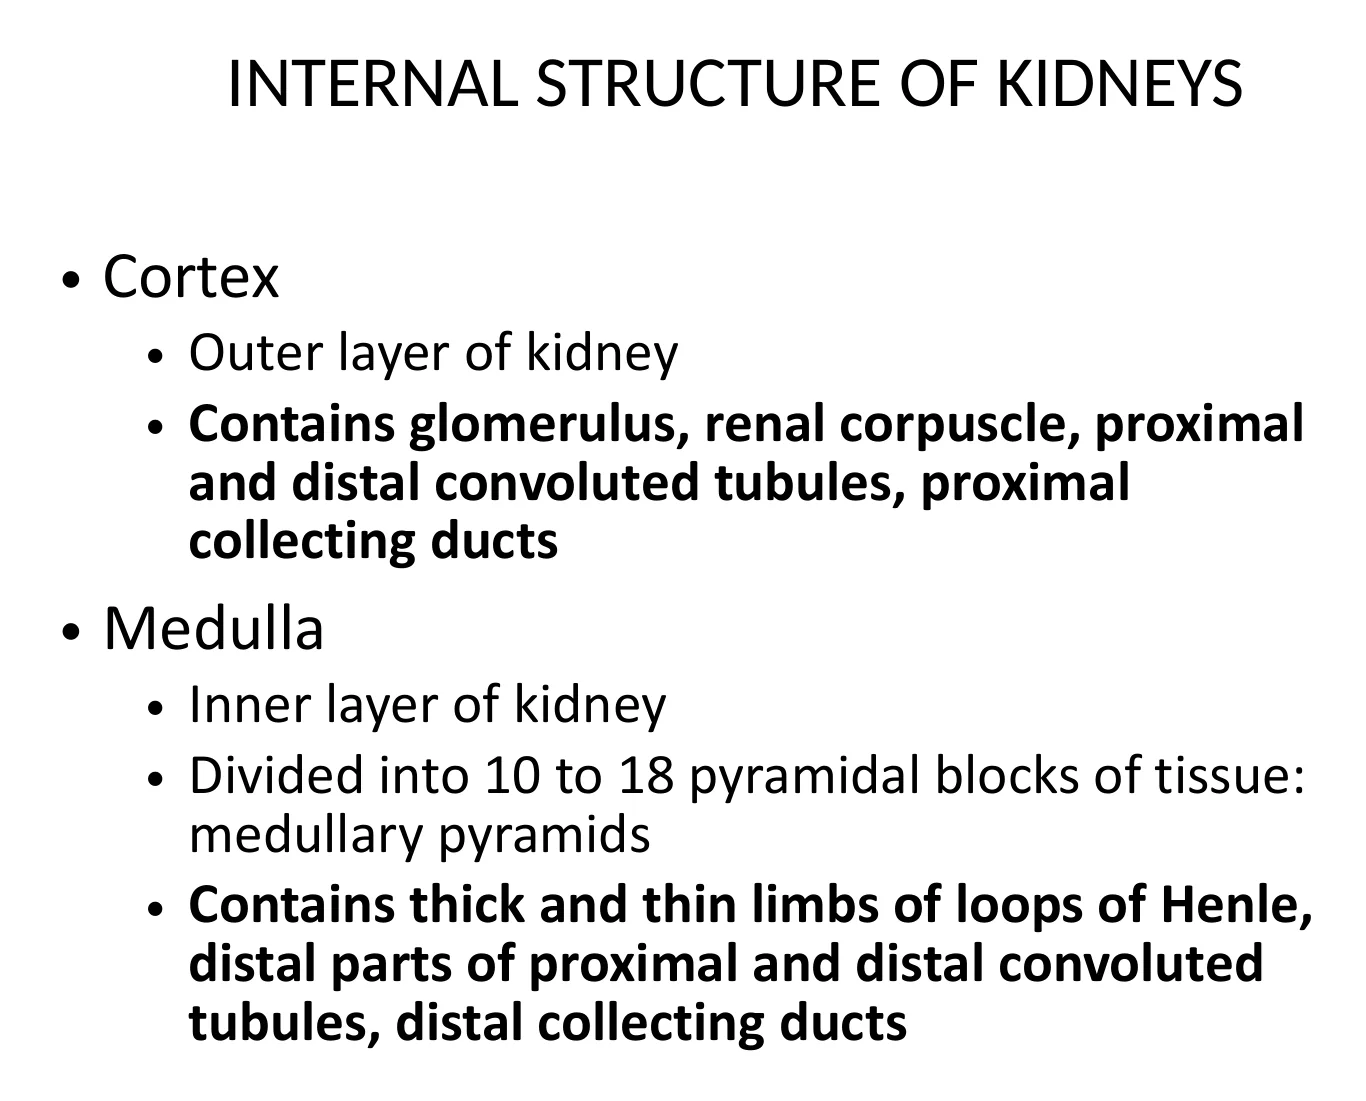 INTERNAL STRUCTURE OF KIDNEYS
• Cortex
• Outer layer of kidney
• Contains glomerulus, renal corpuscle, proximal
and distal convoluted tubules, proximal
collecting ducts
• Medulla
• Inner layer of kidney
• Divided into 10 to 18 pyramidal blocks of tissue:
medullary pyramids
• Contains thick and thin limbs of loops of Henle,
distal parts of proximal and distal convoluted
tubules, distal collecting ducts